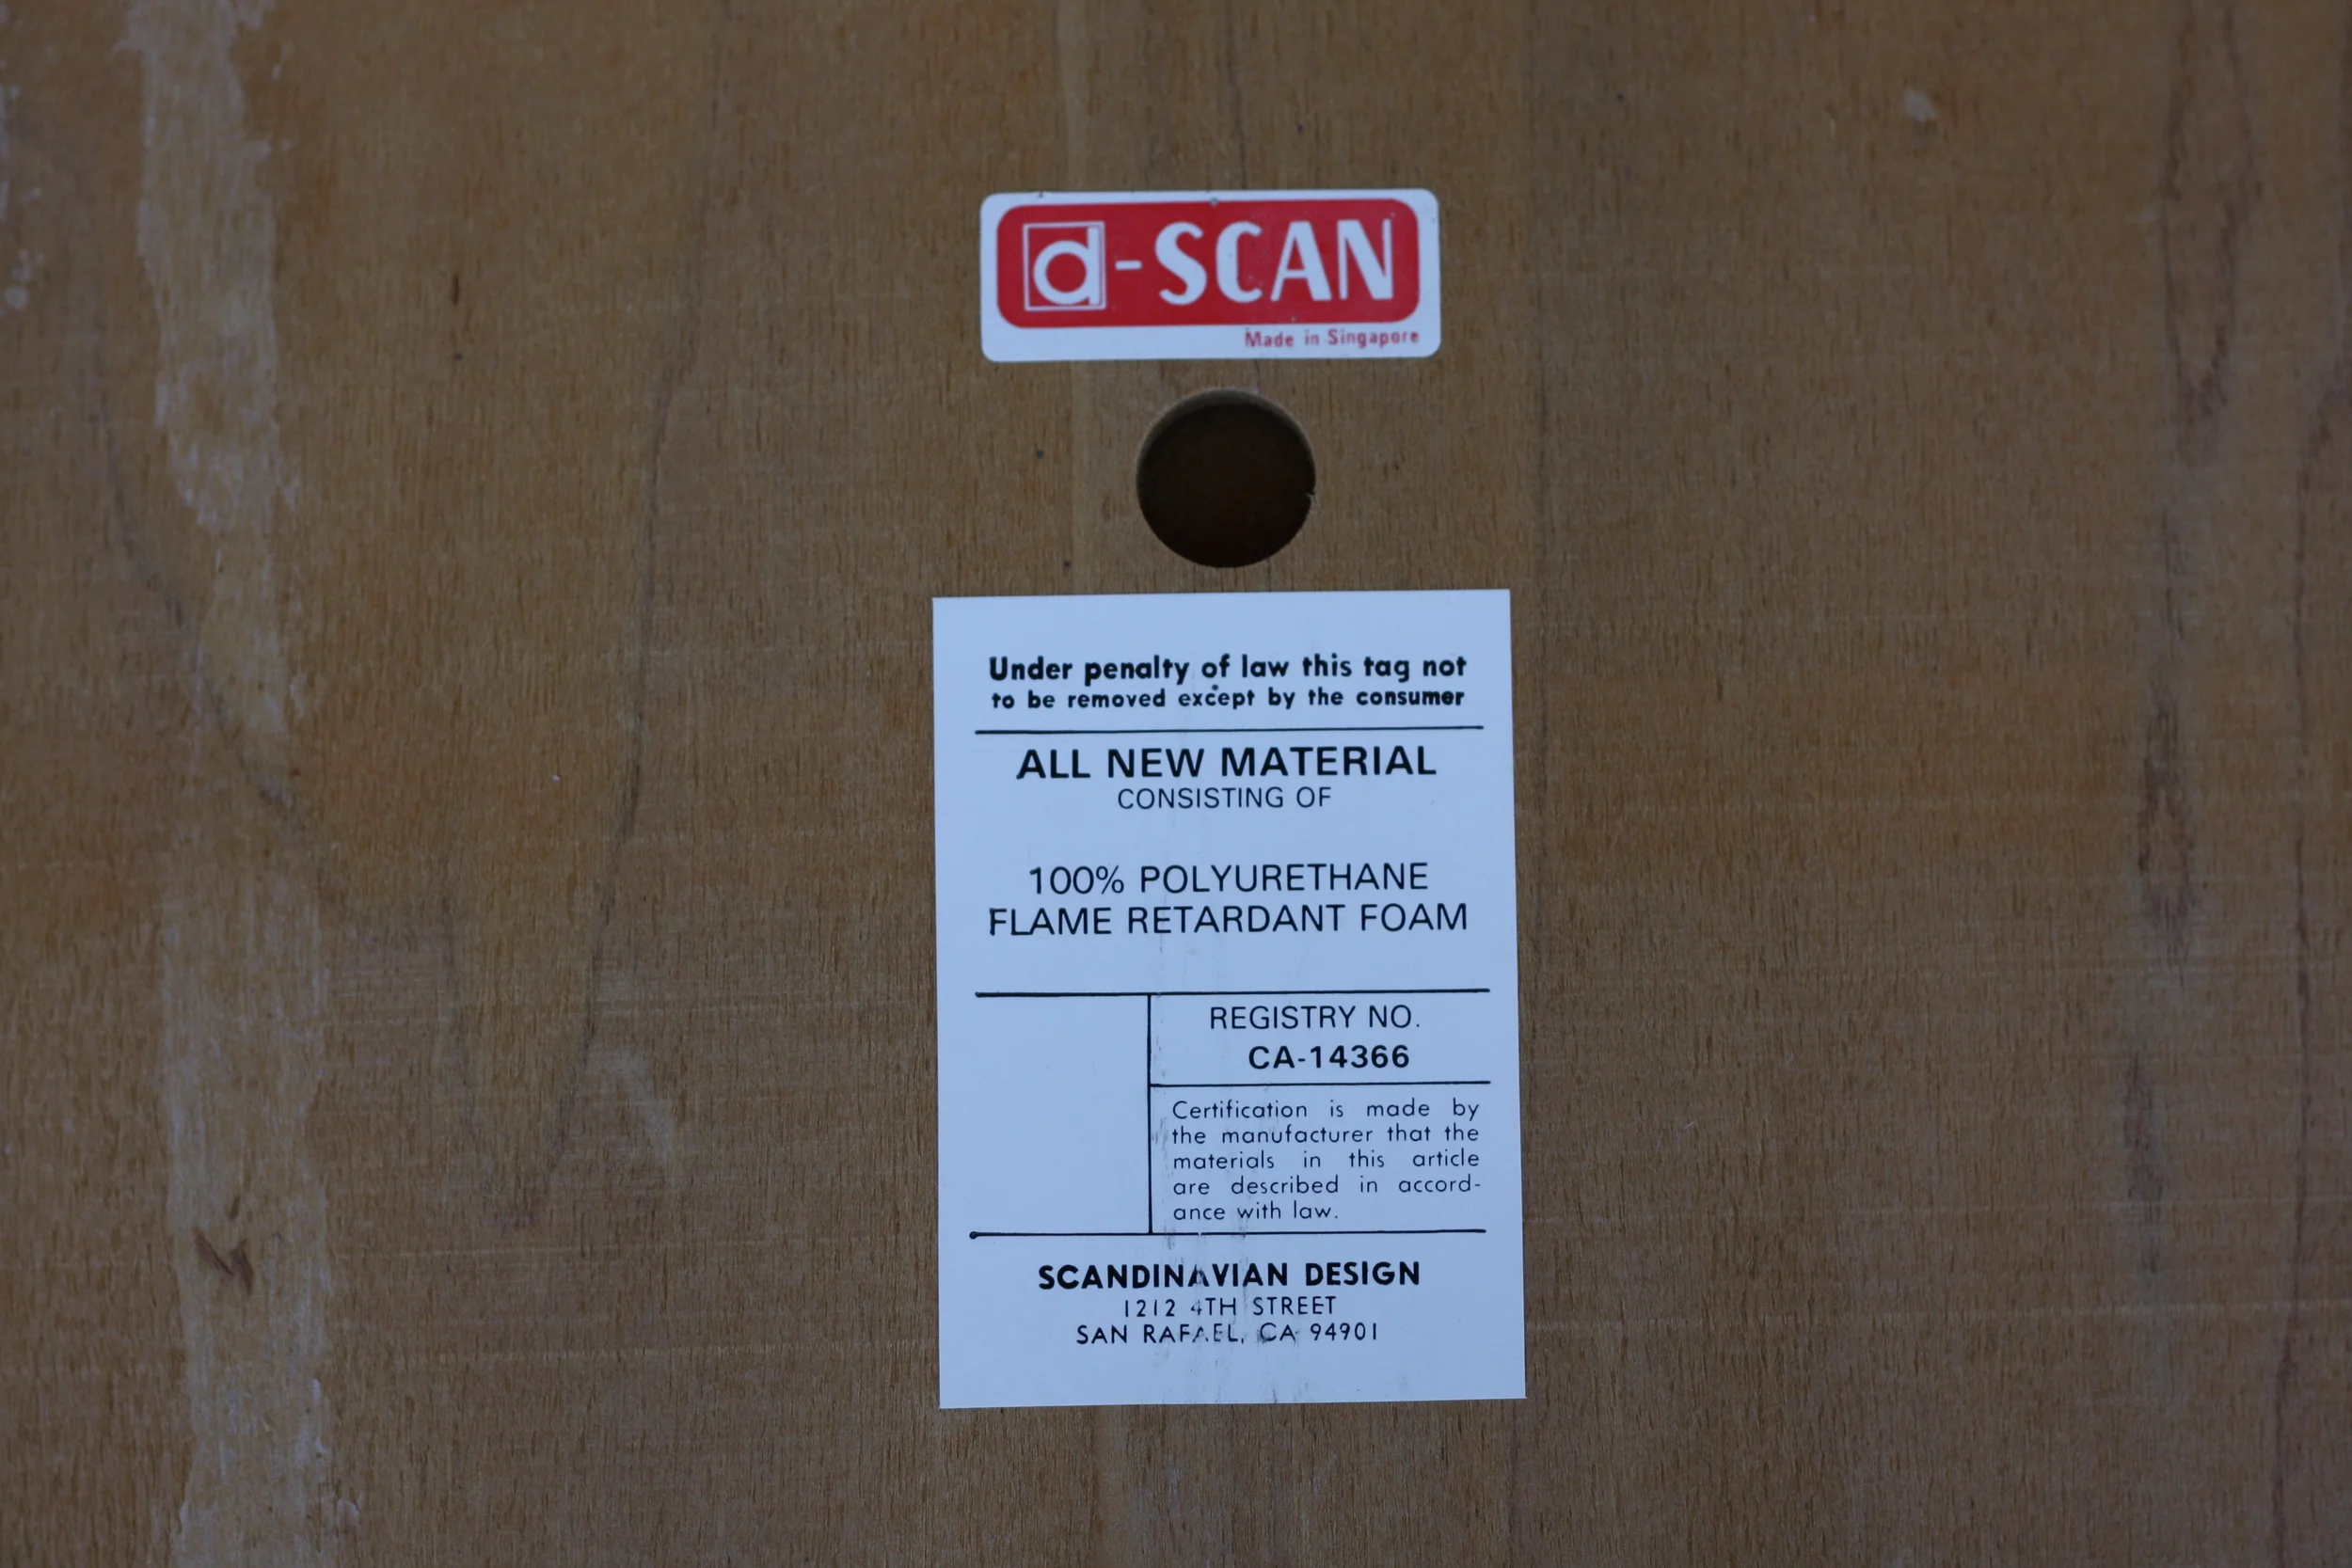 d-SCAN
Made in Singapore
Under penalty of law this tag not
to be removed except by the consumer
ALL NEW MATERIAL
CONSISTING OF
100% POLYURETHANE
FLAME RETARDANT FOAM
REGISTRY NO.
CA-14366
Certification is made by
the manufacturer that the
materials in this article
are described in accord-
ance with law.
SCANDINAVIAN DESIGN
1212 4TH STREET
SAN RAFAEL, CA 94901